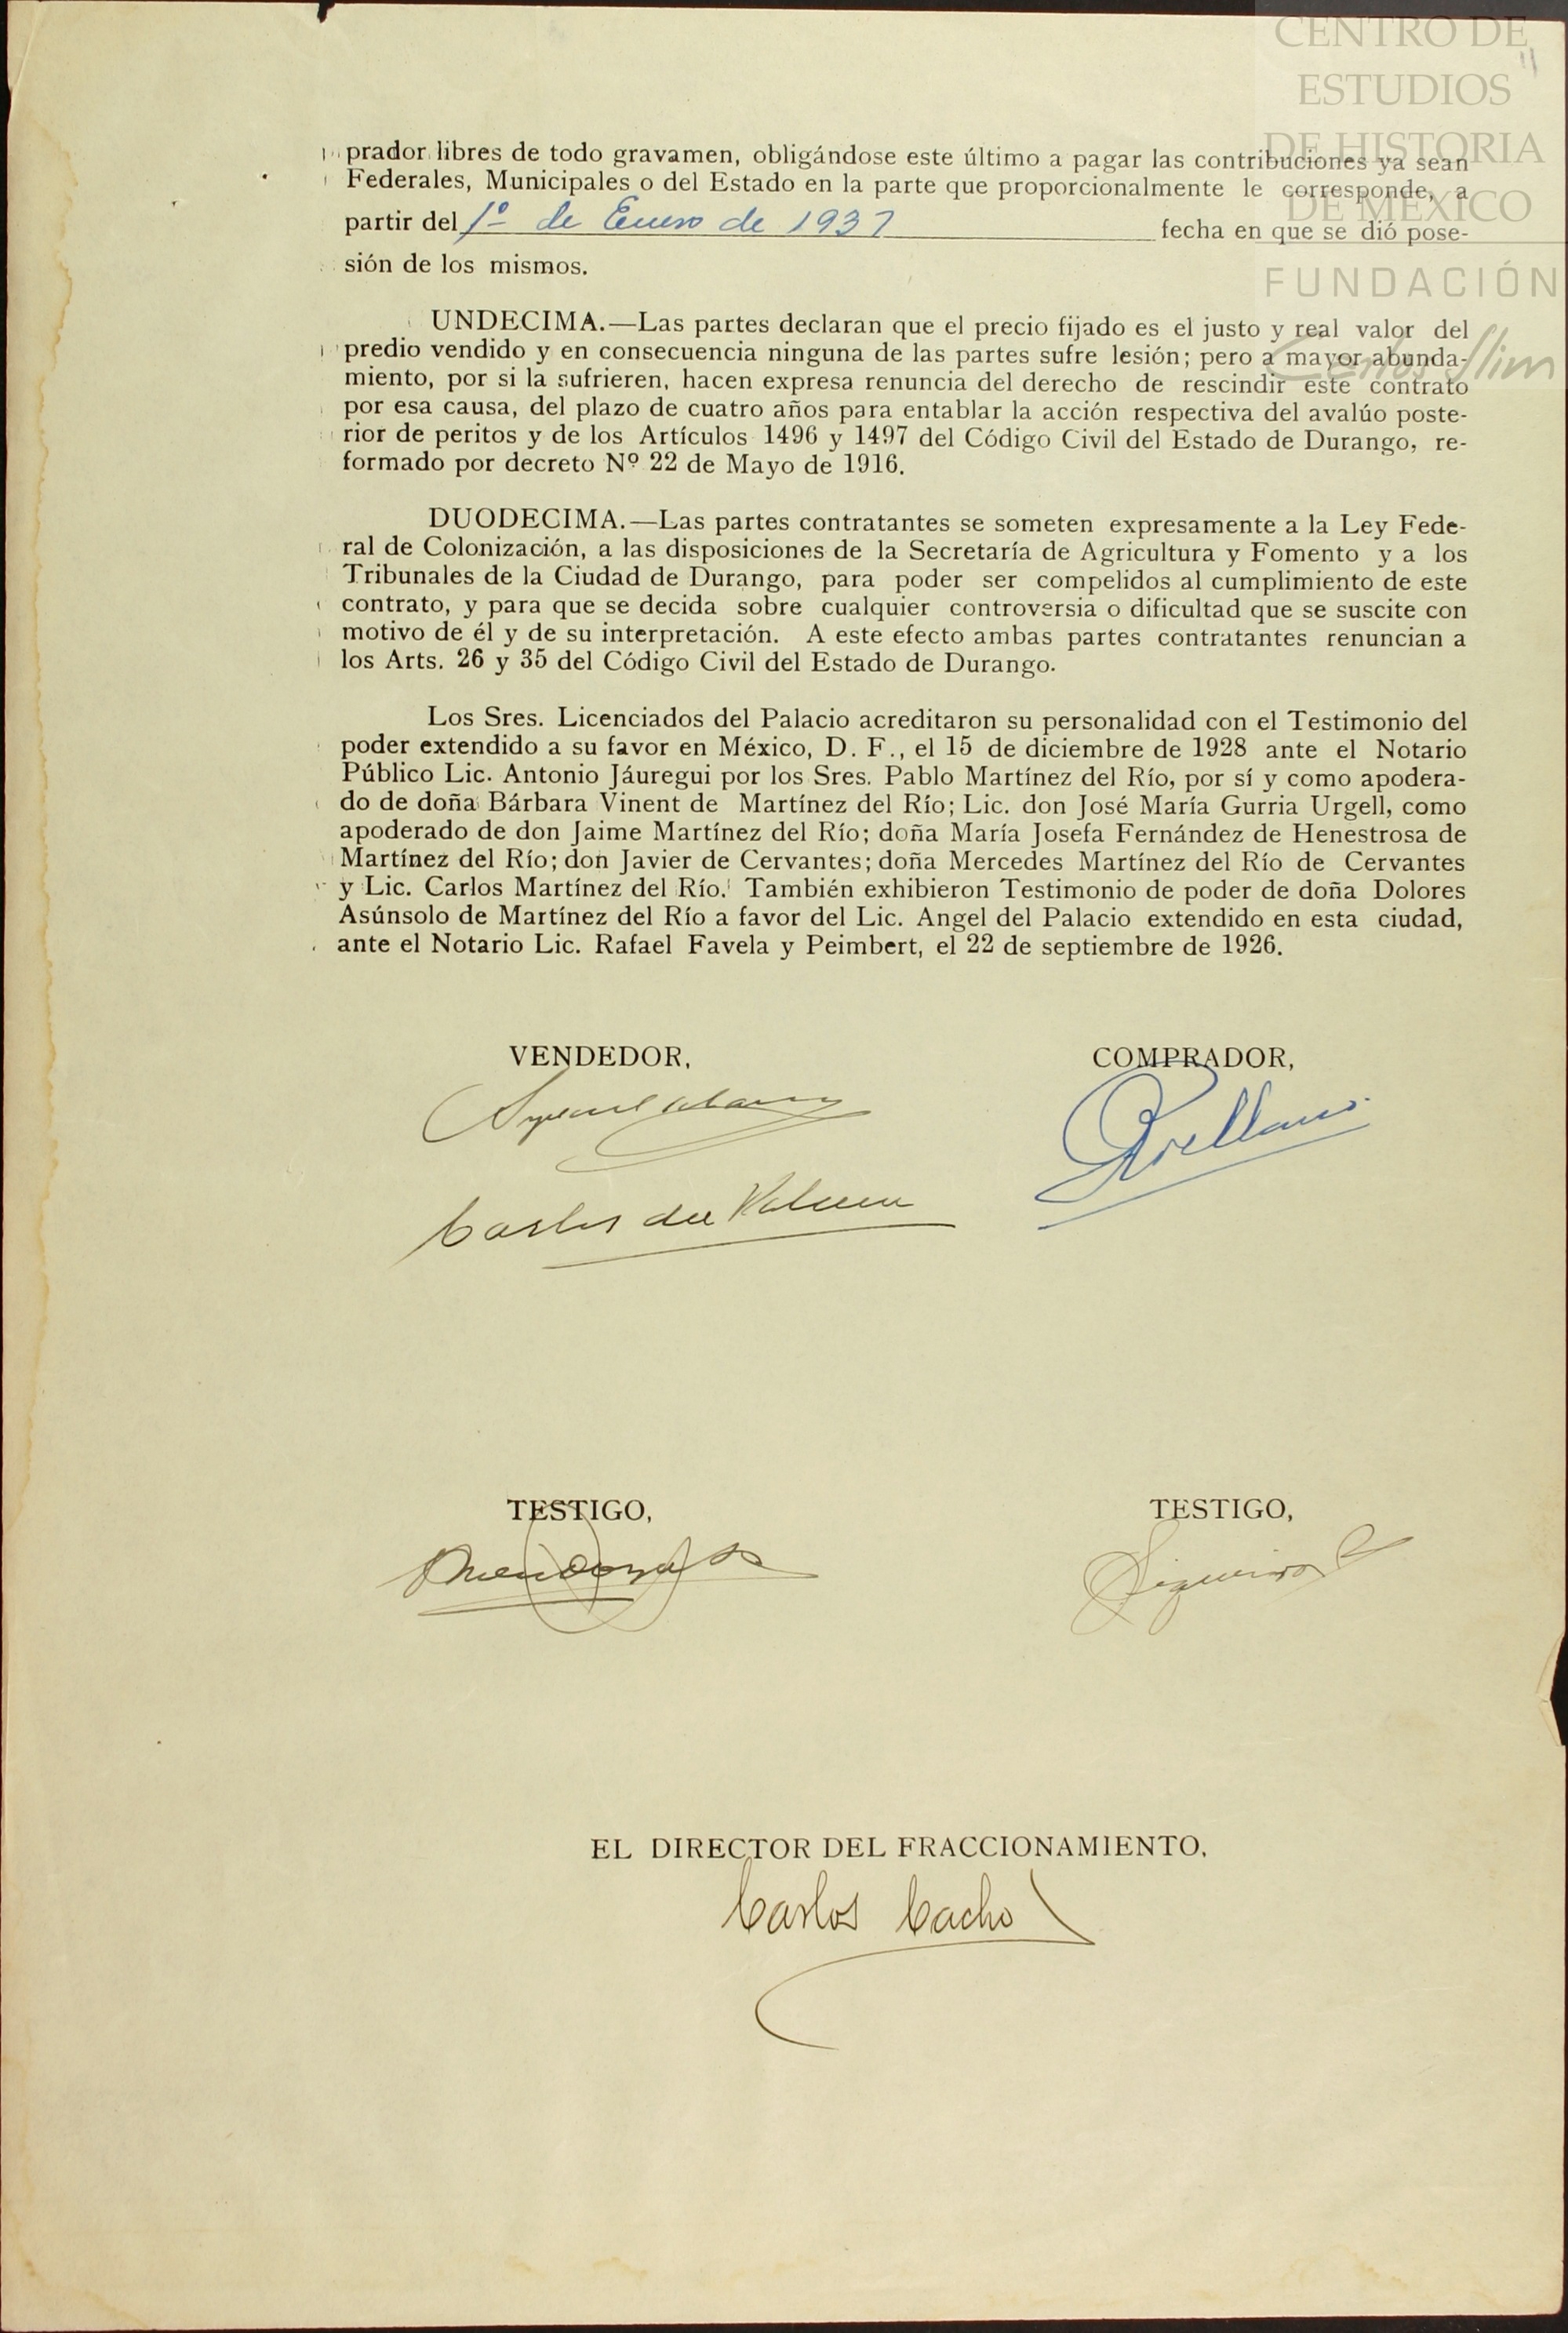 CENTRO DE
ESTUDIOS
DE HISTORIA
DE MÉXICO
FUNDACIÓN
Carlos Slim
11
prador libres de todo gravamen, obligándose este último a pagar las contribuciones ya sean
Federales, Municipales o del Estado en la parte que proporcionalmente le corresponde, a
partir del 1º de Enero de 1937 fecha en que se dió pose-
sión de los mismos.
UNDECIMA.—Las partes declaran que el precio fijado es el justo y real valor del
predio vendido y en consecuencia ninguna de las partes sufre lesión; pero a mayor abunda-
miento, por si la sufrieren, hacen expresa renuncia del derecho de rescindir este contrato
por esa causa, del plazo de cuatro años para entablar la acción respectiva del avalúo poste-
rior de peritos y de los Artículos 1496 y 1497 del Código Civil del Estado de Durango, re-
formado por decreto Nº 22 de Mayo de 1916.
DUODECIMA.—Las partes contratantes se someten expresamente a la Ley Fede-
ral de Colonización, a las disposiciones de la Secretaría de Agricultura y Fomento y a los
Tribunales de la Ciudad de Durango, para poder ser compelidos al cumplimiento de este
contrato, y para que se decida sobre cualquier controversia o dificultad que se suscite con
motivo de él y de su interpretación. A este efecto ambas partes contratantes renuncian a
los Arts. 26 y 35 del Código Civil del Estado de Durango.
Los Sres. Licenciados del Palacio acreditaron su personalidad con el Testimonio del
poder extendido a su favor en México, D. F., el 15 de diciembre de 1928 ante el Notario
Público Lic. Antonio Jáuregui por los Sres. Pablo Martínez del Río, por sí y como apodera-
do de doña Bárbara Vinent de Martínez del Río; Lic. don José María Gurria Urgell, como
apoderado de don Jaime Martínez del Río; doña María Josefa Fernández de Henestrosa de
Martínez del Río; don Javier de Cervantes; doña Mercedes Martínez del Río de Cervantes
y Lic. Carlos Martínez del Río. También exhibieron Testimonio de poder de doña Dolores
Asúnsolo de Martínez del Río a favor del Lic. Angel del Palacio extendido en esta ciudad,
ante el Notario Lic. Rafael Favela y Peimbert, el 22 de septiembre de 1926.
VENDEDOR,
COMPRADOR,
Carlos del
TESTIGO,
TESTIGO,
EL DIRECTOR DEL FRACCIONAMIENTO,
Carlos Cacho